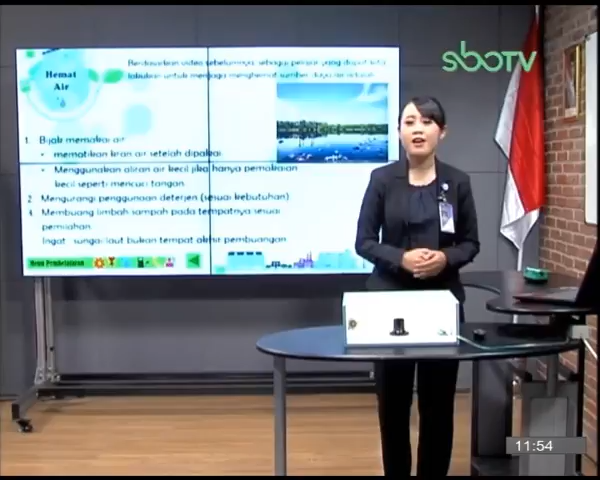 sboTV
Hemat
Air
Berdasarkan video sebelumnya, sebagai pelajar yang dapat kita
lakukan untuk menjaga menghemat sumber daya air adalah
1. Bijak memakai air
• mematikan kran air setelah dipakai
• Menggunakan aliran air kecil jika hanya pemakaian
kecil seperti mencuci tangan.
2. Mengurangi penggunaan deterjen (sesuai kebutuhan)
4. Membuang limbah sampah pada tempatnya sesuai
pemilahan
Ingat sungai laut bukan tempat akhir pembuangan
Menu Pembelajaran
11:54